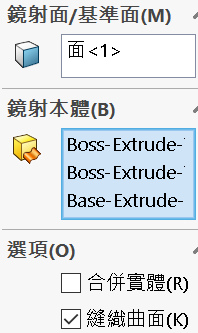 鏡射面/基準面(M)
面<1>
鏡射本體(B)
Boss-Extrude-
Boss-Extrude-
Base-Extrude-
選項(O)
合併實體(R)
縫織曲面(K)